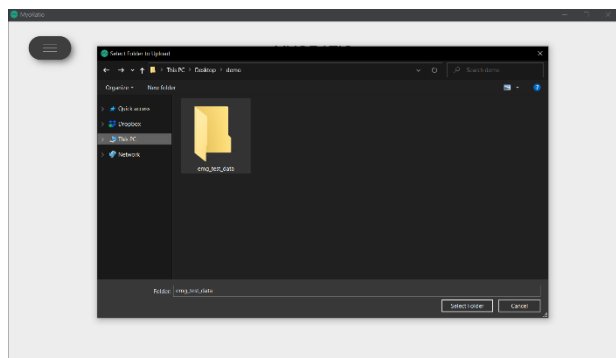 MyoRatio
Select Folder to Upload
This PC > Desktop > demo
Search demo
Organize
New folder
Quick access
Dropbox
This PC
Network
emg_test_data
Folder: emg_test_data
Select Folder
Cancel